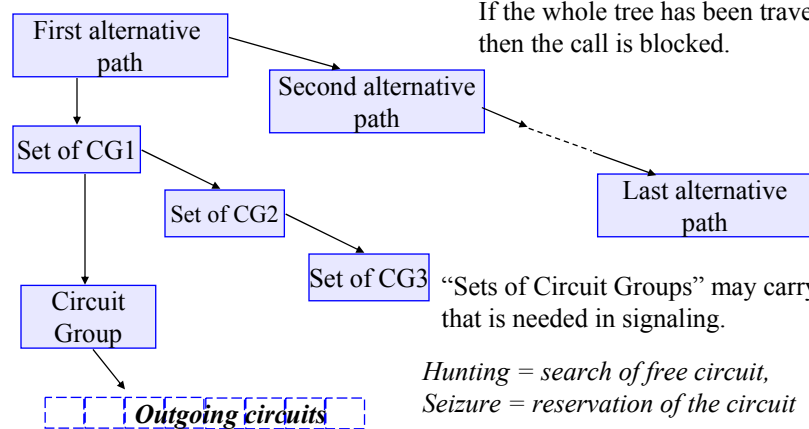 If the whole tree has been trave
then the call is blocked.
First alternative
path
Second alternative
path
Set of CG1
Set of CG2
Last alternative
path
Set of CG3
"Sets of Circuit Groups" may carry
that is needed in signaling.
Circuit
Group
Hunting = search of free circuit,
Seizure = reservation of the circuit
Outgoing circuits